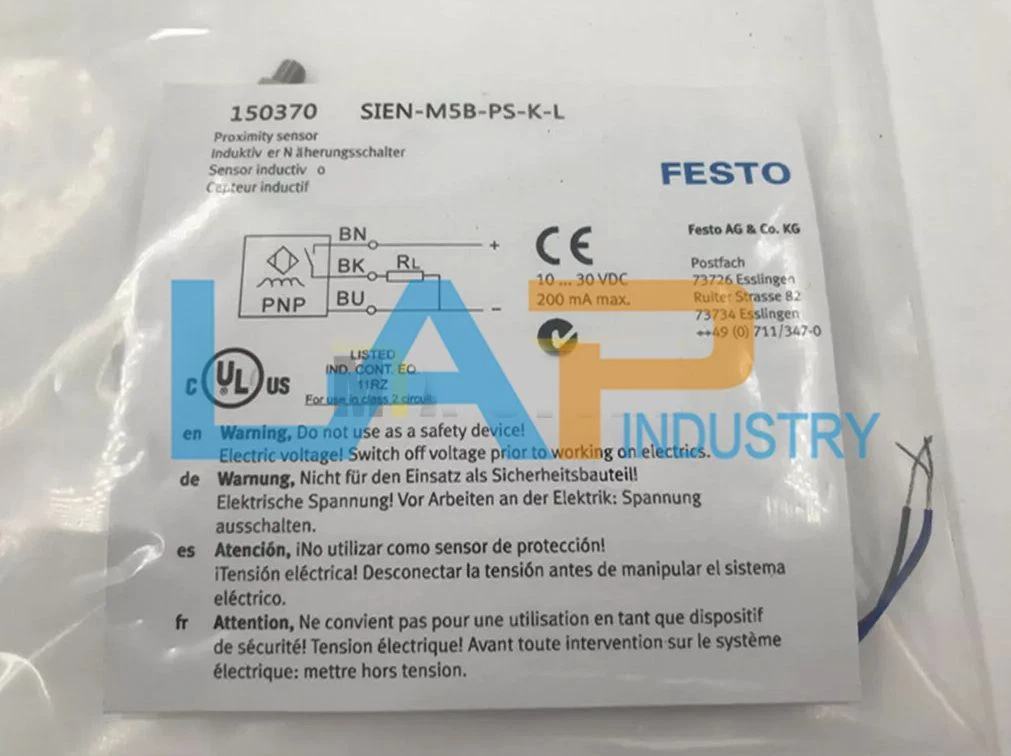 150370 SIEN-M5B-PS-K-L
Proximity sensor
Induktiv er N äherungsschalter
Sensor inductiv o
Capteur inductif
FESTO
BN
+
BK
RL
BU
−
PNP
CE
10 ... 30 VDC
200 mA max.
Festo AG & Co. KG
Postfach
73726 Esslingen
Ruiter Strasse 82
73734 Esslingen
++49 (0) 711/347-0
C UL US
®
LISTED
IND. CONT. EQ.
11RZ
For use in class 2 circuits
LAP
INDUSTRY
en Warning, Do not use as a safety device!
Electric voltage! Switch off voltage prior to working on electrics.
de Warnung, Nicht für den Einsatz als Sicherheitsbauteil!
Elektrische Spannung! Vor Arbeiten an der Elektrik: Spannung
ausschalten.
es Atención, ¡No utilizar como sensor de protección!
¡Tensión eléctrica! Desconectar la tensión antes de manipular el sistema
eléctrico.
fr Attention, Ne convient pas pour une utilisation en tant que dispositif
de sécurité! Tension électrique! Avant toute intervention sur le système
électrique: mettre hors tension.